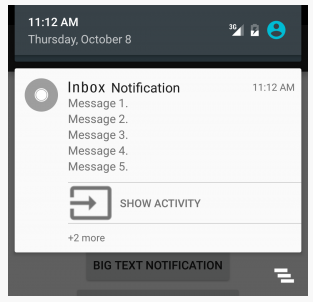 11:12 AM
Thursday, October 8
3G
Inbox Notification
11:12 AM
Message 1.
Message 2.
Message 3.
Message 4.
Message 5.
SHOW ACTIVITY
+2 more
BIG TEXT NOTIFICATION